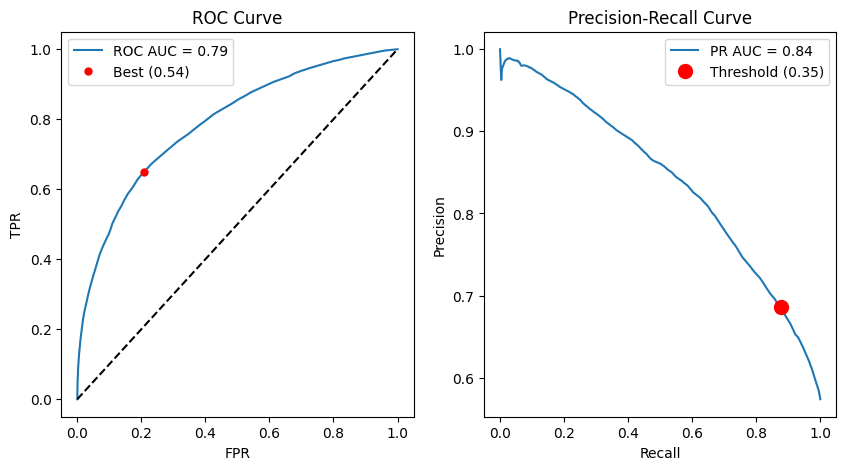 ROC Curve
ROC AUC = 0.79
Best (0.54)
TPR
1.0
0.8
0.6
0.4
0.2
0.0
0.0 0.2 0.4 0.6 0.8 1.0
FPR
Precision-Recall Curve
PR AUC = 0.84
Threshold (0.35)
Precision
1.0
0.9
0.8
0.7
0.6
0.0 0.2 0.4 0.6 0.8 1.0
Recall